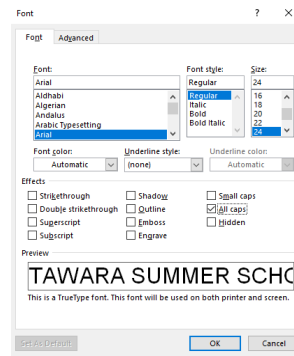 Font ? ×
Font Advanced
Font: Font style: Size:
Arial Regular 24
Aldhabi Regular 16
Algerian Italic 18
Andalus Bold 20
Arabic Typesetting Bold Italic 22
Arial 24
Font color: Underline style: Underline color:
Automatic (none) Automatic
Effects
Strikethrough Shadow Small caps
Double strikethrough Outline All caps
Superscript Emboss Hidden
Subscript Engrave
Preview
TAWARA SUMMER SCHO
This is a TrueType font. This font will be used on both printer and screen.
Set As Default OK Cancel